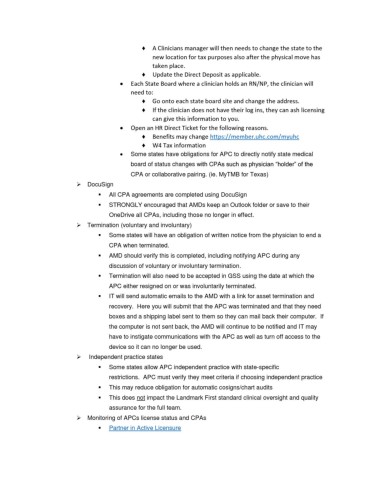 ♦ A Clinicians manager will then needs to change the state to the
new location for tax purposes also after the physical move has
taken place.
♦ Update the Direct Deposit as applicable.
• Each State Board where a clinician holds an RN/NP, the clinician will
need to:
♦ Go onto each state board site and change the address.
♦ If the clinician does not have their log ins, they can ash licensing
can give this information to you.
• Open an HR Direct Ticket for the following reasons.
♦ Benefits may change https://member.uhc.com/myuhc
♦ W4 Tax information
• Some states have obligations for APC to directly notify state medical
board of status changes with CPAs such as physician "holder" of the
CPA or collaborative pairing. (ie. MyTMB for Texas)
➢ DocuSign
▪ All CPA agreements are completed using DocuSign
▪ STRONGLY encouraged that AMDs keep an Outlook folder or save to their
OneDrive all CPAs, including those no longer in effect.
➢ Termination (voluntary and involuntary)
▪ Some states will have an obligation of written notice from the physician to end a
CPA when terminated.
▪ AMD should verify this is completed, including notifying APC during any
discussion of voluntary or involuntary termination.
▪ Termination will also need to be accepted in GSS using the date at which the
APC either resigned on or was involuntarily terminated.
▪ IT will send automatic emails to the AMD with a link for asset termination and
recovery. Here you will submit that the APC was terminated and that they need
boxes and a shipping label sent to them so they can mail back their computer. If
the computer is not sent back, the AMD will continue to be notified and IT may
have to instigate communications with the APC as well as turn off access to the
device so it can no longer be used.
➢ Independent practice states
▪ Some states allow APC independent practice with state-specific
restrictions. APC must verify they meet criteria if choosing independent practice
▪ This may reduce obligation for automatic cosigns/chart audits
▪ This does not impact the Landmark First standard clinical oversight and quality
assurance for the full team.
➢ Monitoring of APCs license status and CPAs
▪ Partner in Active Licensure